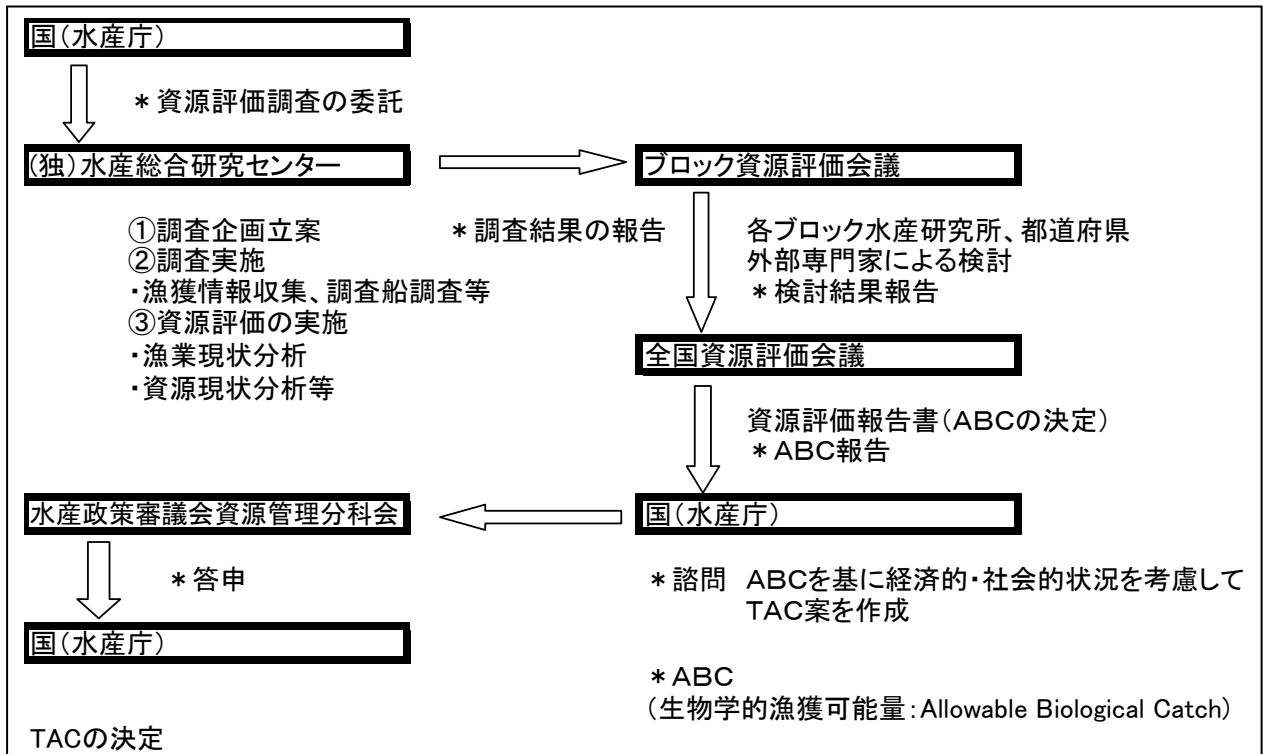 国(水産庁)
＊資源評価調査の委託
(独)水産総合研究センター
ブロック資源評価会議
①調査企画立案
＊調査結果の報告
各ブロック水産研究所、都道府県
②調査実施
外部専門家による検討
・漁獲情報収集、調査船調査等
＊検討結果報告
③資源評価の実施
・漁業現状分析
全国資源評価会議
・資源現状分析等
資源評価報告書(ABCの決定)
＊ABC報告
水産政策審議会資源管理分科会
国(水産庁)
＊答申
＊諮問 ABCを基に経済的・社会的状況を考慮して
TAC案を作成
国(水産庁)
＊ABC
(生物学的漁獲可能量:Allowable Biological Catch)
TACの決定